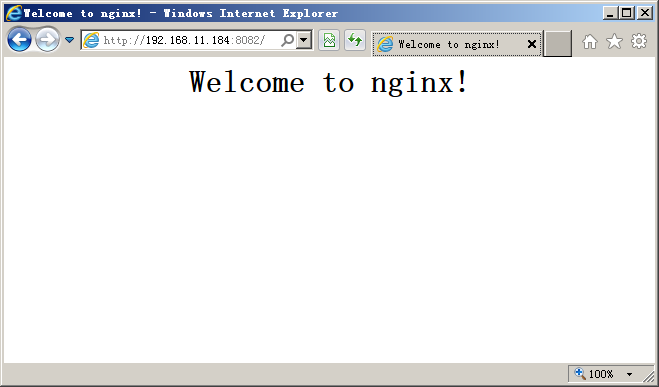 Welcome to nginx! - Windows Internet Explorer
http://192.168.11.184:8082/
Welcome to nginx!
Welcome to nginx!
100%